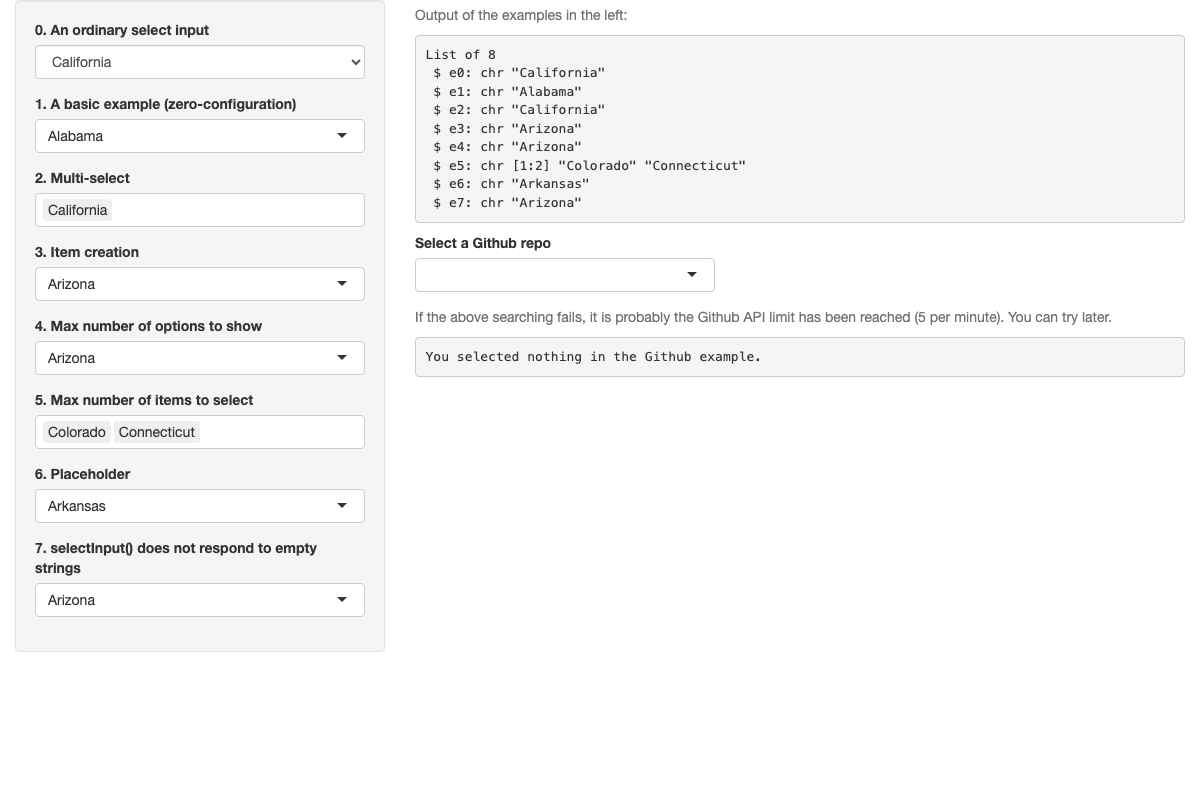 0. An ordinary select input
California
1. A basic example (zero-configuration)
Alabama
2. Multi-select
California
3. Item creation
Arizona
4. Max number of options to show
Arizona
5. Max number of items to select
Colorado Connecticut
6. Placeholder
Arkansas
7. selectInput() does not respond to empty
strings
Arizona
Output of the examples in the left:
List of 8
 $ e0: chr "California"
 $ e1: chr "Alabama"
 $ e2: chr "California"
 $ e3: chr "Arizona"
 $ e4: chr "Arizona"
 $ e5: chr [1:2] "Colorado" "Connecticut"
 $ e6: chr "Arkansas"
 $ e7: chr "Arizona"
Select a Github repo
If the above searching fails, it is probably the Github API limit has been reached (5 per minute). You can try later.
You selected nothing in the Github example.